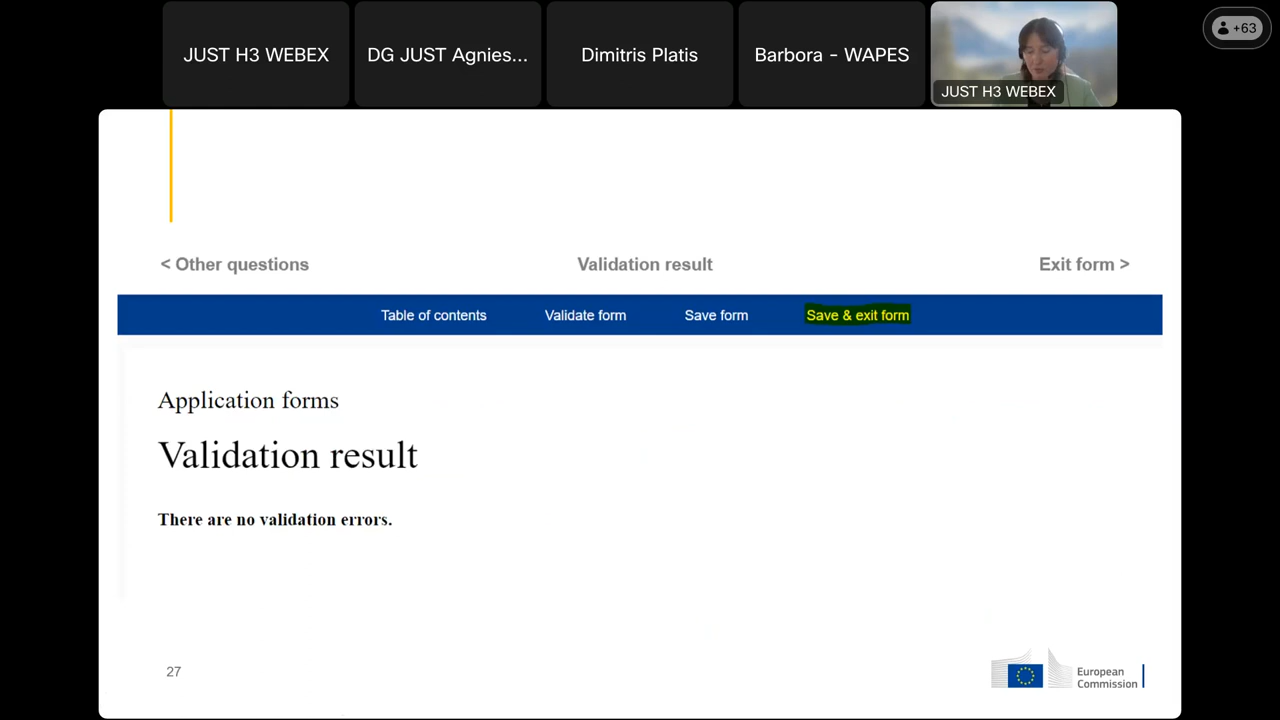 JUST H3 WEBEX
DG JUST Agnies...
Dimitris Platis
Barbora - WAPES
JUST H3 WEBEX
+63
< Other questions
Validation result
Exit form >
Table of contents
Validate form
Save form
Save & exit form
Application forms
Validation result
There are no validation errors.
27
European
Commission